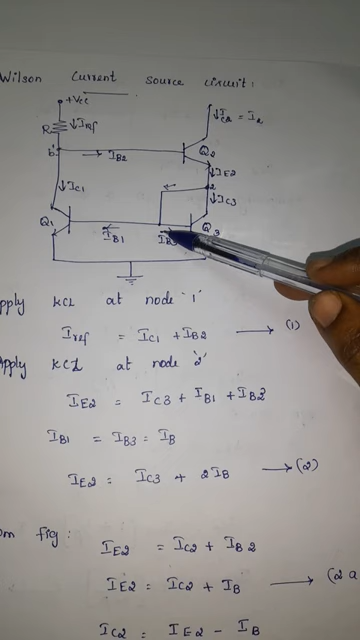 Wilson Current Source circuit:
+Vcc
R ↓Iref
↓Ic2 = I2
b'
→ IB2
Q2
↓IE2
2
↓IC1
↓IC3
Q1
Q3
IB1
apply KCL at node '1'
Iref = IC1 + IB2 → (1)
apply KCL at node '2'
IE2 = IC3 + IB1 + IB2
IB1 = IB3 = IB
IE2 = IC3 + 2IB → (2)
om fig:
IE2 = IC2 + IB2
IE2 = IC2 + IB → (2a
IC2 = IE2 - IB